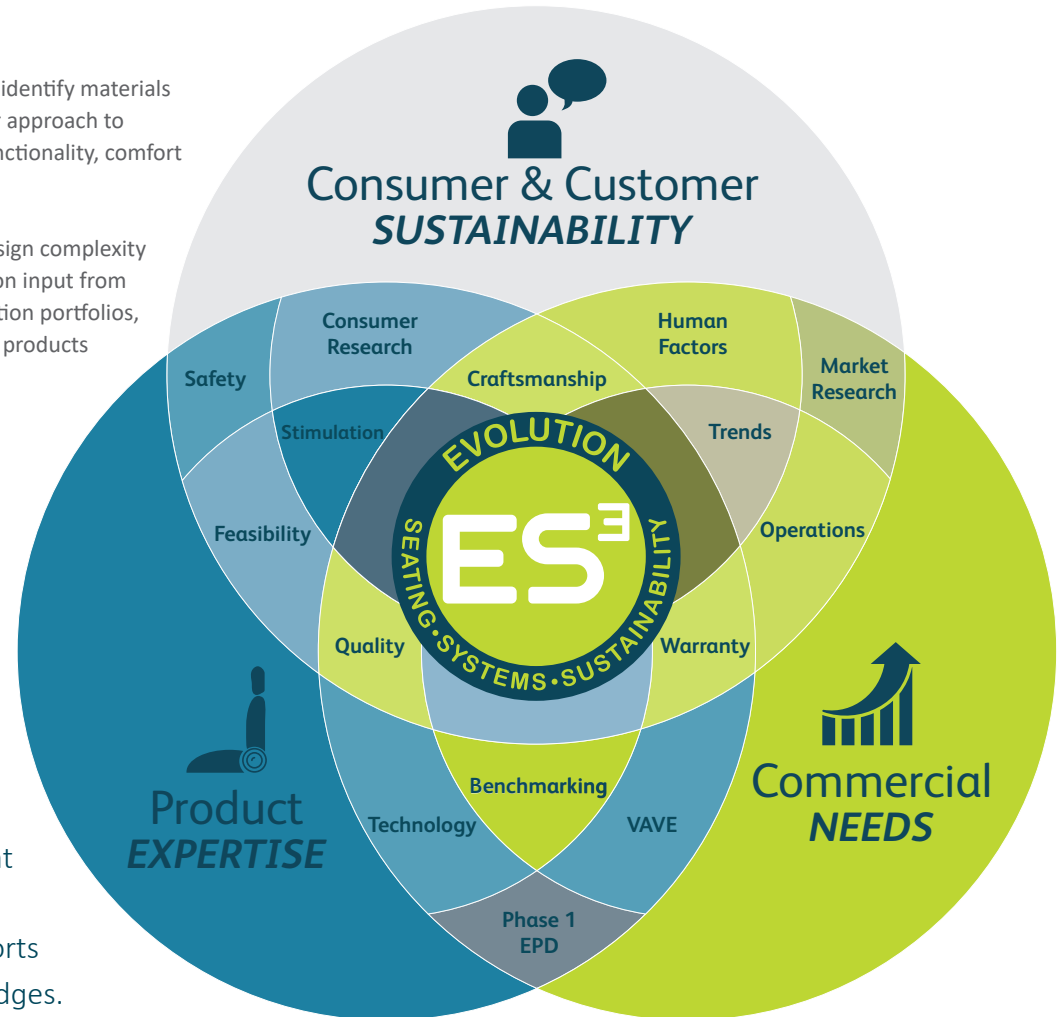 identify materials
approach to
nctionality, comfort
sign complexity
on input from
tion portfolios,
products
Consumer & Customer
SUSTAINABILITY
Consumer
Research
Human
Factors
Safety
Craftsmanship
Market
Research
Stimulation
Trends
EVOLUTION
ES³
SEATING•SYSTEMS•SUSTAINABILITY
Feasibility
Operations
Quality
Warranty
Product
EXPERTISE
Commercial
NEEDS
Benchmarking
Technology
VAVE
Phase 1
EPD
orts
dges.